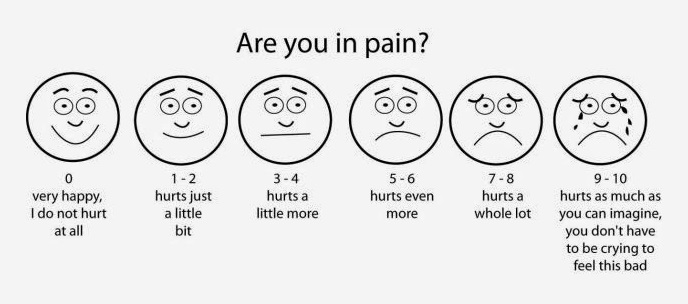 Are you in pain?
0
very happy,
I do not hurt
at all
1 - 2
hurts just
a little
bit
3 - 4
hurts a
little more
5 - 6
hurts even
more
7 - 8
hurts a
whole lot
9 - 10
hurts as much as
you can imagine,
you don't have
to be crying to
feel this bad